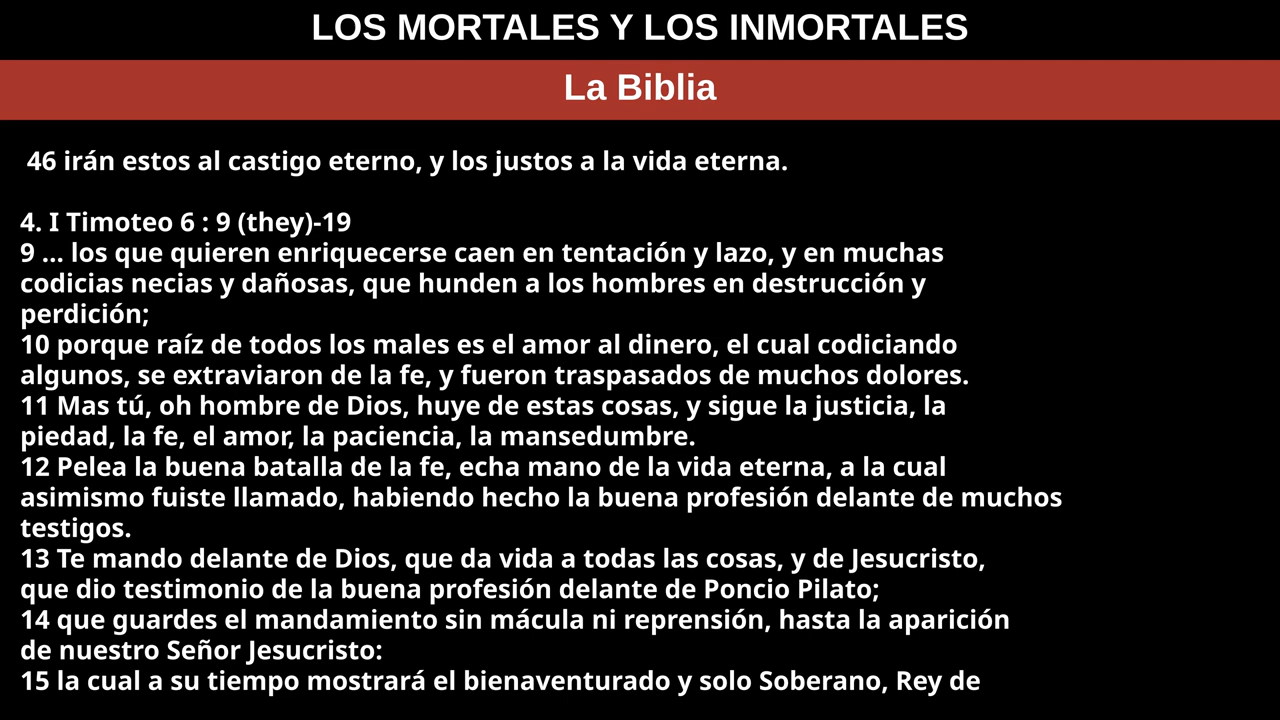 LOS MORTALES Y LOS INMORTALES
La Biblia
46 irán estos al castigo eterno, y los justos a la vida eterna.
4. I Timoteo 6 : 9 (they)-19
9 ... los que quieren enriquecerse caen en tentación y lazo, y en muchas
codicias necias y dañosas, que hunden a los hombres en destrucción y
perdición;
10 porque raíz de todos los males es el amor al dinero, el cual codiciando
algunos, se extraviaron de la fe, y fueron traspasados de muchos dolores.
11 Mas tú, oh hombre de Dios, huye de estas cosas, y sigue la justicia, la
piedad, la fe, el amor, la paciencia, la mansedumbre.
12 Pelea la buena batalla de la fe, echa mano de la vida eterna, a la cual
asimismo fuiste llamado, habiendo hecho la buena profesión delante de muchos
testigos.
13 Te mando delante de Dios, que da vida a todas las cosas, y de Jesucristo,
que dio testimonio de la buena profesión delante de Poncio Pilato;
14 que guardes el mandamiento sin mácula ni reprensión, hasta la aparición
de nuestro Señor Jesucristo:
15 la cual a su tiempo mostrará el bienaventurado y solo Soberano, Rey de